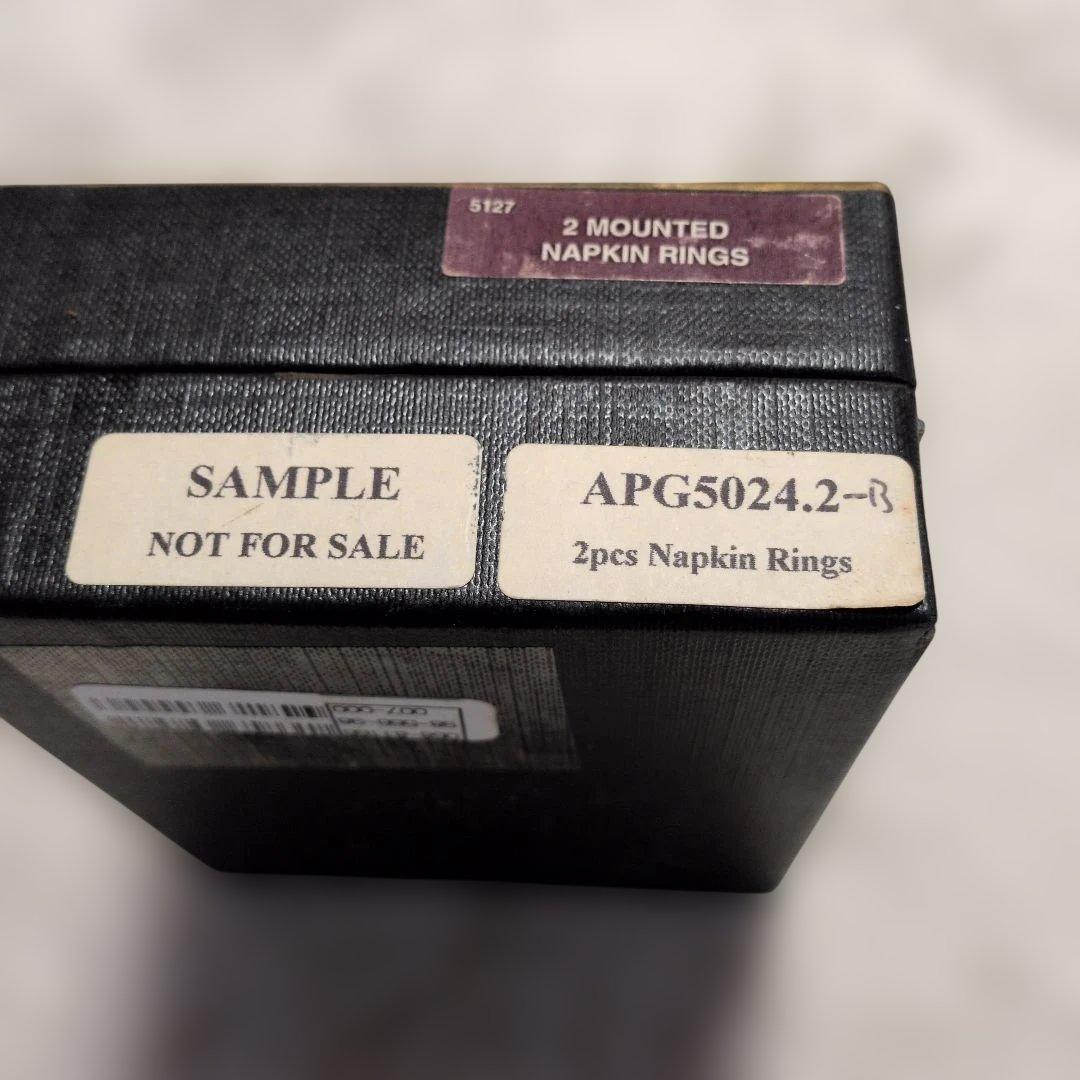 5127
2 MOUNTED
NAPKIN RINGS
SAMPLE
NOT FOR SALE
APG5024.2-B
2pcs Napkin Rings